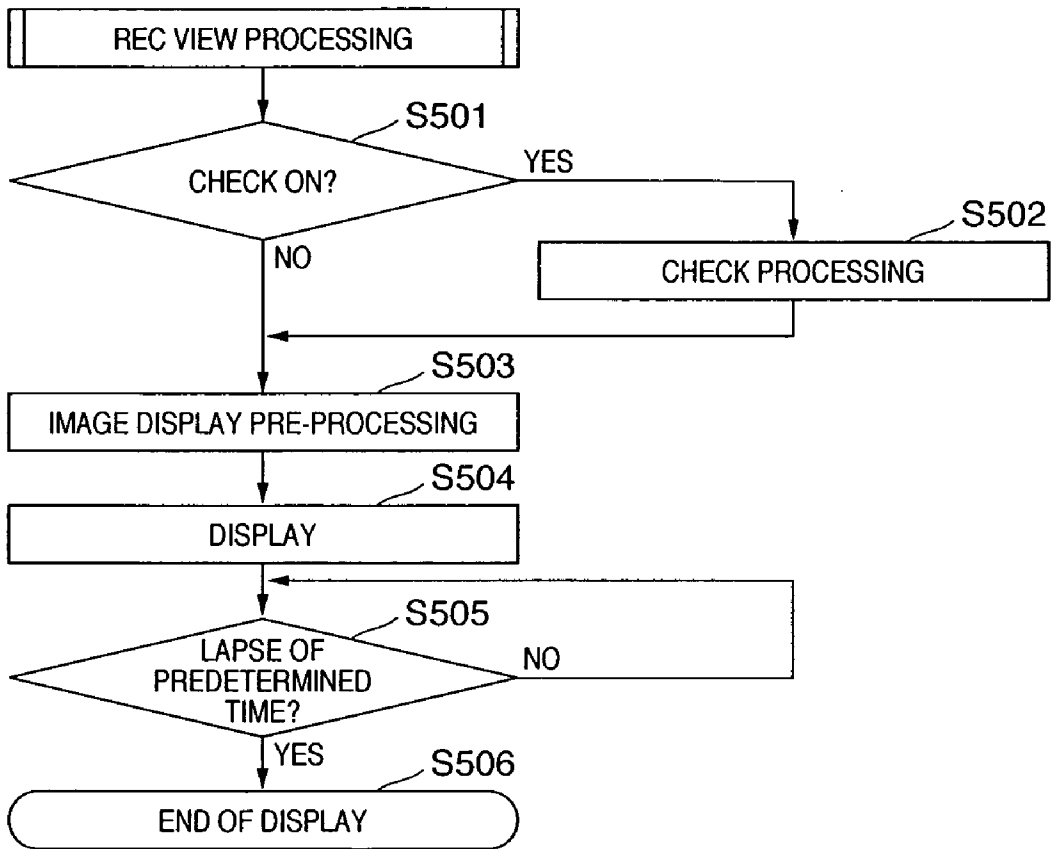 REC VIEW PROCESSING
S501
CHECK ON?
YES
NO
S502
CHECK PROCESSING
S503
IMAGE DISPLAY PRE-PROCESSING
S504
DISPLAY
S505
LAPSE OF
PREDETERMINED
TIME?
NO
YES
S506
END OF DISPLAY